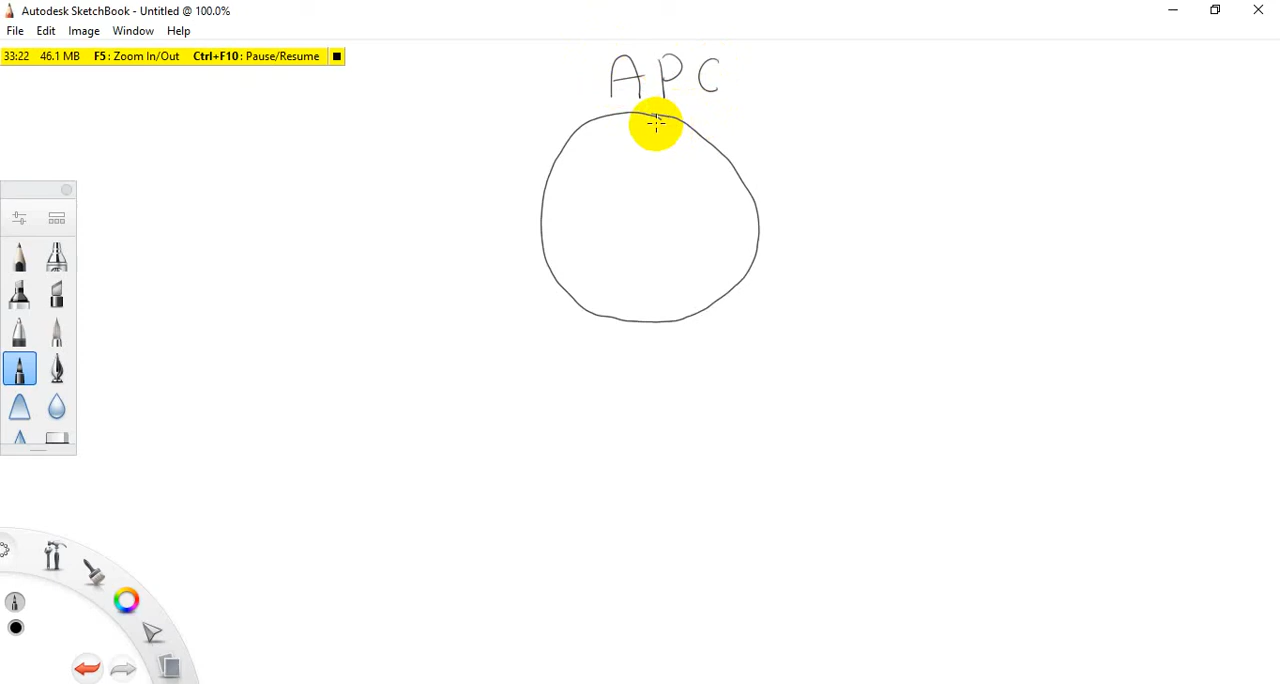 Autodesk SketchBook - Untitled @ 100.0%
File Edit Image Window Help
33:22 46.1 MB F5: Zoom In/Out Ctrl+F10: Pause/Resume
APC